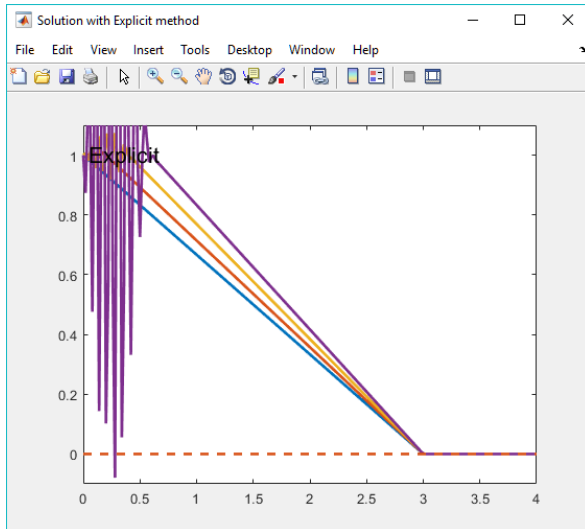 Solution with Explicit method
File Edit View Insert Tools Desktop Window Help
Explicit
1
0.8
0.6
0.4
0.2
0
0 0.5 1 1.5 2 2.5 3 3.5 4